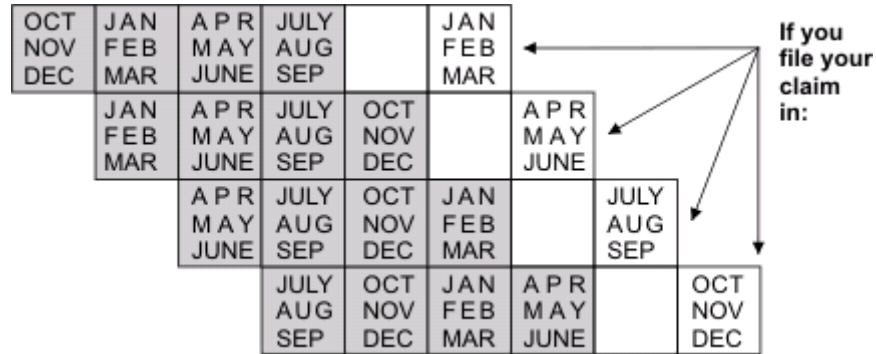 OCT JAN APR JULY JAN
NOV FEB MAY AUG FEB
DEC MAR JUNE SEP MAR
If you
file your
claim
in:
JAN APR JULY OCT APR
FEB MAY AUG NOV MAY
MAR JUNE SEP DEC JUNE
APR JULY OCT JAN JULY
MAY AUG NOV FEB AUG
JUNE SEP DEC MAR SEP
JULY OCT JAN APR OCT
AUG NOV FEB MAY NOV
SEP DEC MAR JUNE DEC